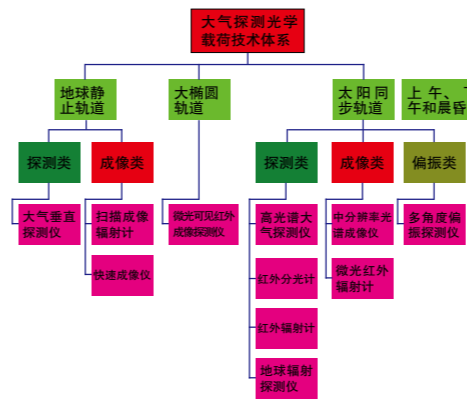 大气探测光学
载荷技术体系
地球静
止轨道
大椭圆
轨道
太阳同
步轨道
上午、
午和晨昏
探测类
成像类
探测类
成像类
偏振类
大气垂直
探测仪
扫描成像
辐射计
微光可见红外
成像探测仪
高光谱大
气探测仪
中分辨率光
谱成像仪
多角度偏
振探测仪
快速成像仪
红外分光计
微光红外
辐射计
红外辐射计
地球辐射
探测仪